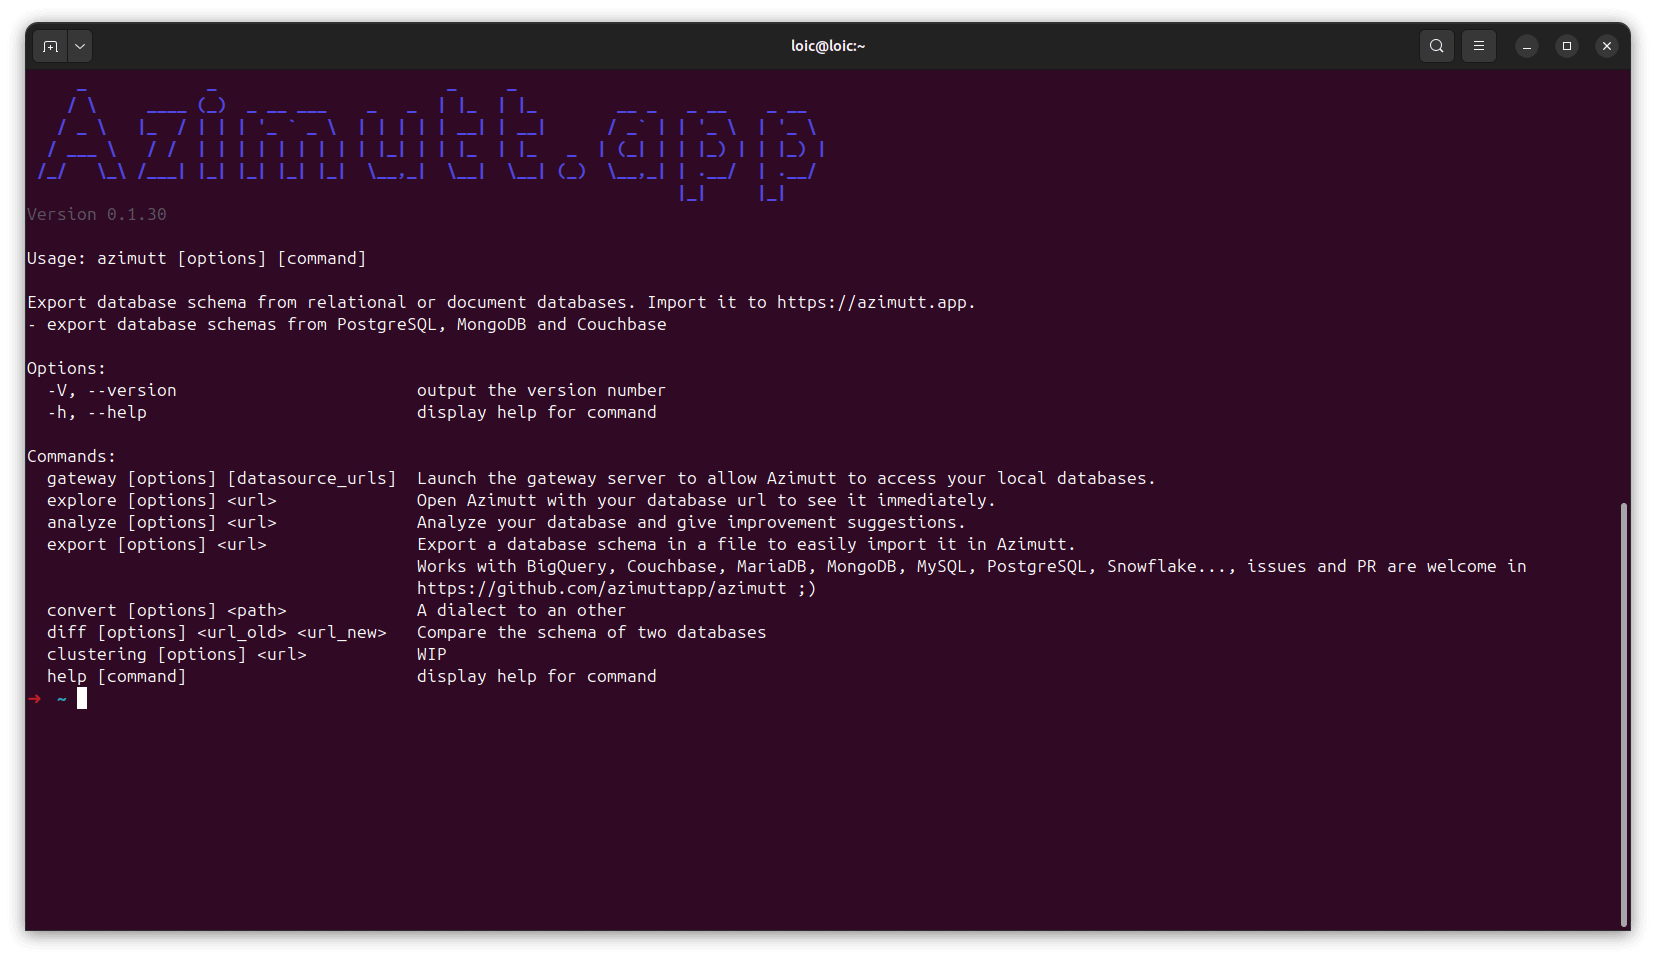 loic@loic:~
Azimutt.app
Version 0.1.30
Usage: azimutt [options] [command]
Export database schema from relational or document databases. Import it to https://azimutt.app.
- export database schemas from PostgreSQL, MongoDB and Couchbase
Options:
-V, --version output the version number
-h, --help display help for command
Commands:
gateway [options] [datasource_urls] Launch the gateway server to allow Azimutt to access your local databases.
explore [options] <url> Open Azimutt with your database url to see it immediately.
analyze [options] <url> Analyze your database and give improvement suggestions.
export [options] <url> Export a database schema in a file to easily import it in Azimutt.
Works with BigQuery, Couchbase, MariaDB, MongoDB, MySQL, PostgreSQL, Snowflake..., issues and PR are welcome in
https://github.com/azimuttapp/azimutt ;)
convert [options] <path> A dialect to an other
diff [options] <url_old> <url_new> Compare the schema of two databases
clustering [options] <url> WIP
help [command] display help for command
➜ ~